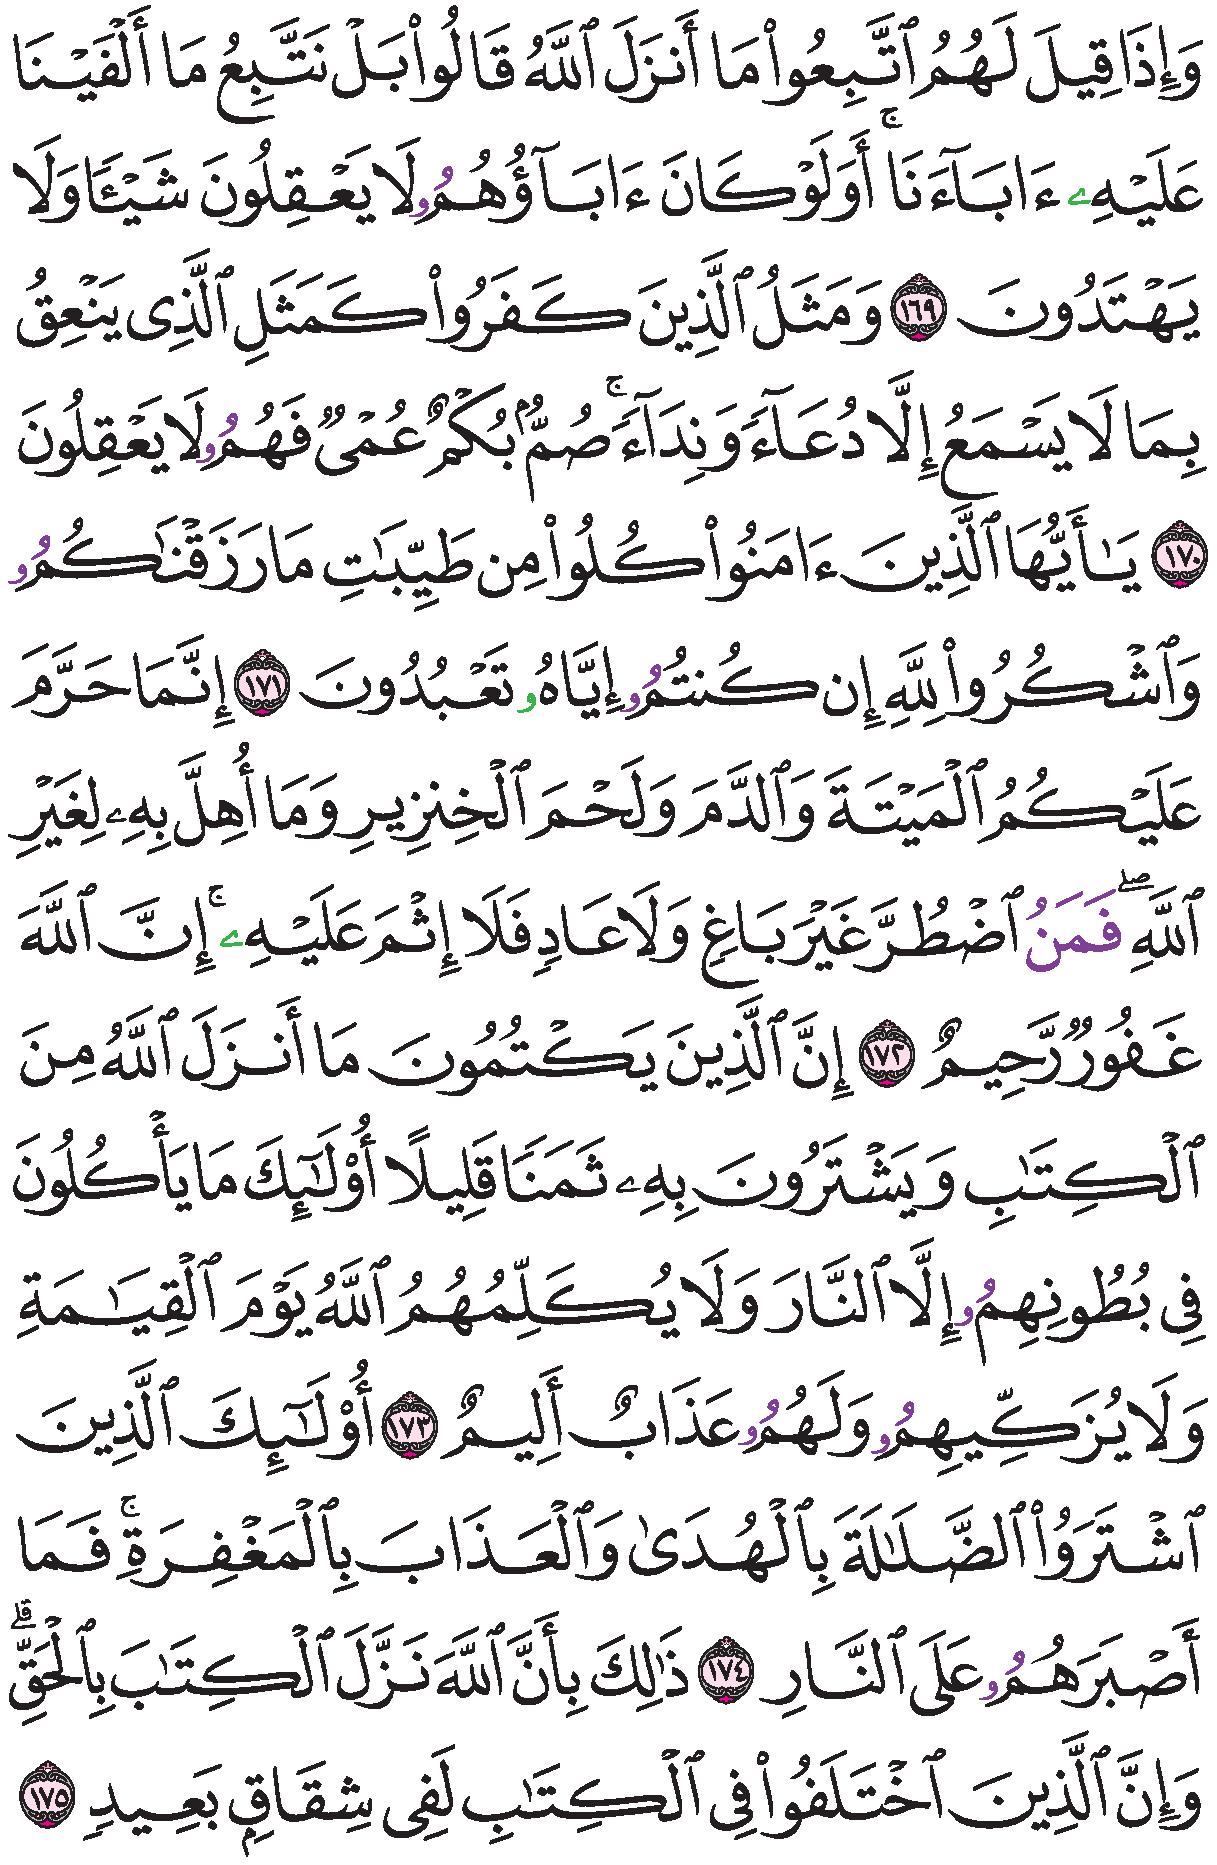 وَإِذَا قِيلَ لَهُمُ ٱتَّبِعُوا۟ مَا أَنزَلَ ٱللَّهُ قَالُوا۟ بَلْ نَتَّبِعُ مَا أَلْفَيْنَا
عَلَيْهِۦ ءَابَآءَنَاۚ أَوَلَوْ كَانَ ءَابَآؤُهُمُۥ لَا يَعْقِلُونَ شَيْـًٔا وَلَا
يَهْتَدُونَ ١٦٩ وَمَثَلُ ٱلَّذِينَ كَفَرُوا۟ كَمَثَلِ ٱلَّذِى يَنْعِقُ
بِمَا لَا يَسْمَعُ إِلَّا دُعَآءً وَنِدَآءًۚ صُمٌّۢ بُكْمٌ عُمْىٌ فَهُمُۥ لَا يَعْقِلُونَ
١٧٠ يَـٰأَيُّهَا ٱلَّذِينَ ءَامَنُوا۟ كُلُوا۟ مِن طَيِّبَـٰتِ مَا رَزَقْنَـٰكُمُۥ
وَٱشْكُرُوا۟ لِلَّهِ إِن كُنتُمُۥ إِيَّاهُۥ تَعْبُدُونَ ١٧١ إِنَّمَا حَرَّمَ
عَلَيْكُمُ ٱلْمَيْتَةَ وَٱلدَّمَ وَلَحْمَ ٱلْخِنزِيرِ وَمَا أُهِلَّ بِهِۦ لِغَيْرِ
ٱللَّهِۖ فَمَنُ ٱضْطُرَّ غَيْرَ بَاغٍ وَلَا عَادٍ فَلَا إِثْمَ عَلَيْهِۦۚ إِنَّ ٱللَّهَ
غَفُورٌ رَّحِيمٌ ١٧٢ إِنَّ ٱلَّذِينَ يَكْتُمُونَ مَا أَنزَلَ ٱللَّهُ مِنَ
ٱلْكِتَـٰبِ وَيَشْتَرُونَ بِهِۦ ثَمَنًا قَلِيلًا أُو۟لَـٰٓئِكَ مَا يَأْكُلُونَ
فِى بُطُونِهِمُۥ إِلَّا ٱلنَّارَ وَلَا يُكَلِّمُهُمُ ٱللَّهُ يَوْمَ ٱلْقِيَـٰمَةِ
وَلَا يُزَكِّيهِمُۥ وَلَهُمُۥ عَذَابٌ أَلِيمٌ ١٧٣ أُو۟لَـٰٓئِكَ ٱلَّذِينَ
ٱشْتَرَوُا۟ ٱلضَّلَـٰلَةَ بِٱلْهُدَىٰ وَٱلْعَذَابَ بِٱلْمَغْفِرَةِۚ فَمَا
أَصْبَرَهُمُۥ عَلَى ٱلنَّارِ ١٧٤ ذَٰلِكَ بِأَنَّ ٱللَّهَ نَزَّلَ ٱلْكِتَـٰبَ بِٱلْحَقِّۗ
وَإِنَّ ٱلَّذِينَ ٱخْتَلَفُوا۟ فِى ٱلْكِتَـٰبِ لَفِى شِقَاقٍۭ بَعِيدٍ ١٧٥